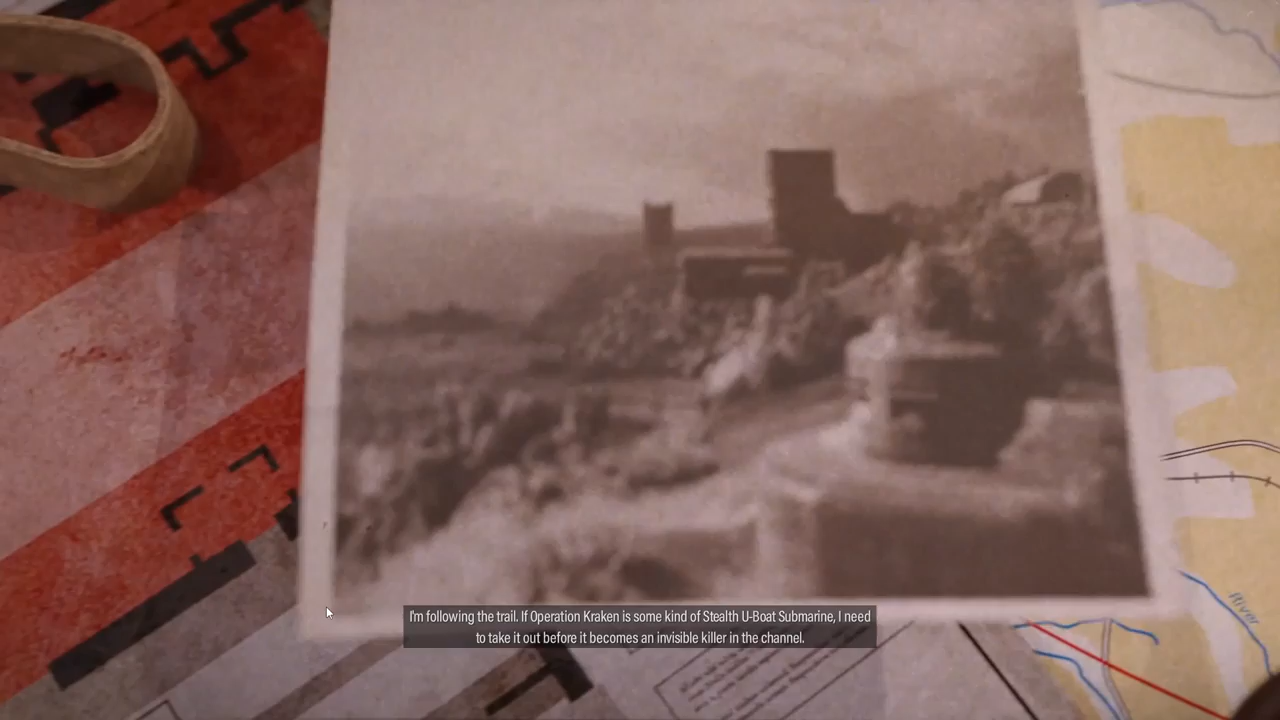 I'm following the trail. If Operation Kraken is some kind of Stealth U-Boat Submarine, I need
to take it out before it becomes an invisible killer in the channel.
River